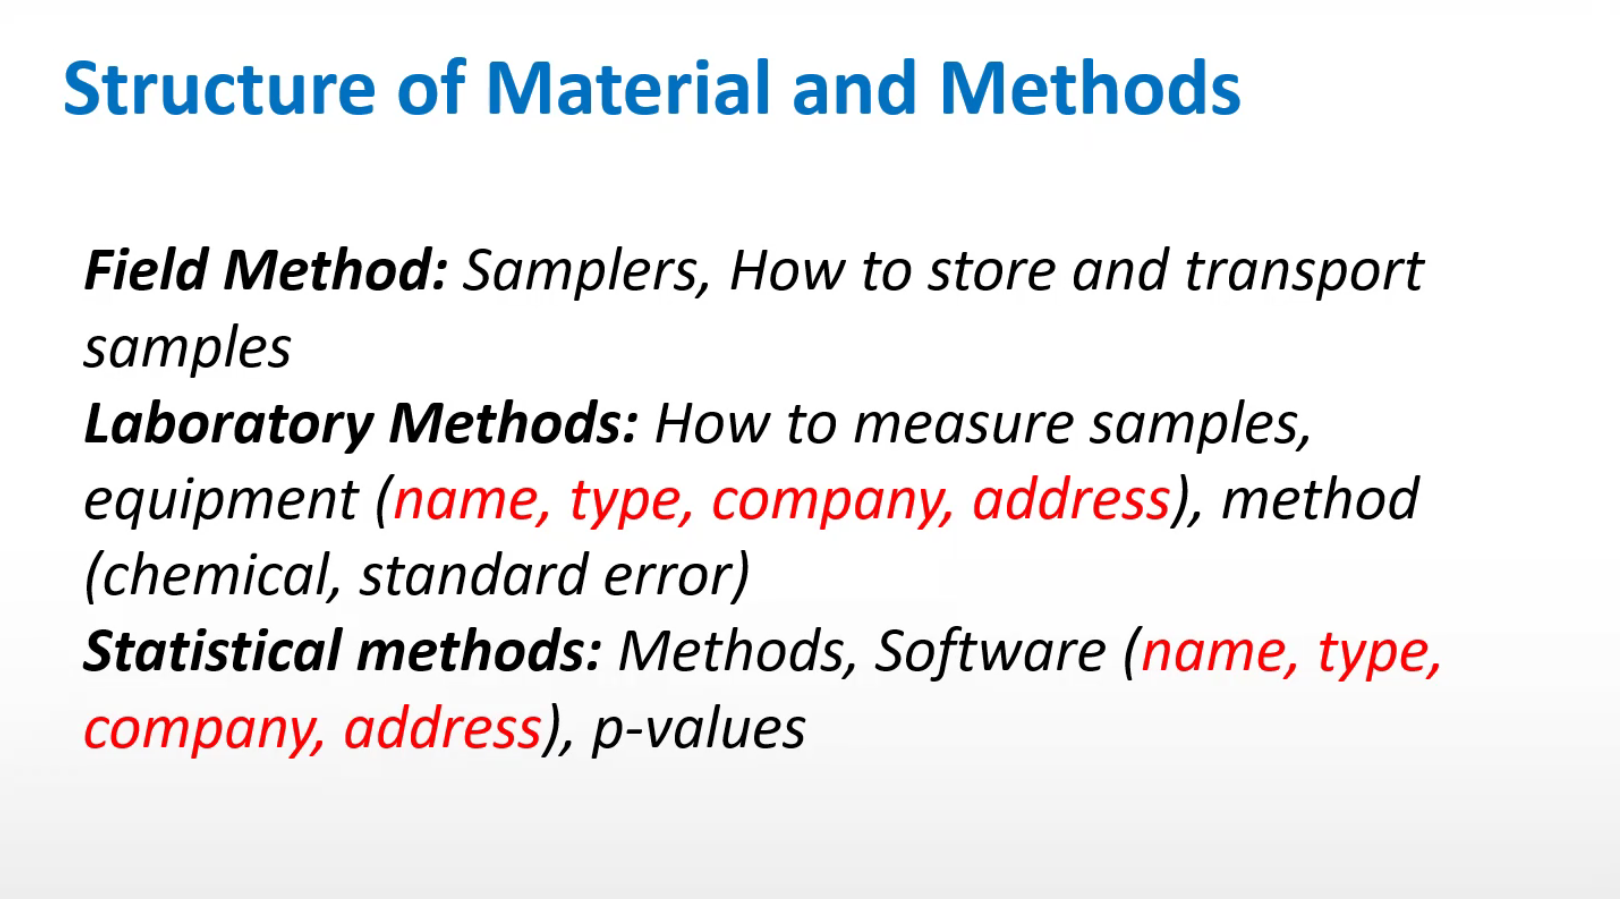 Structure of Material and Methods
Field Method: Samplers, How to store and transport
samples
Laboratory Methods: How to measure samples,
equipment (name, type, company, address), method
(chemical, standard error)
Statistical methods: Methods, Software (name, type,
company, address), p-values